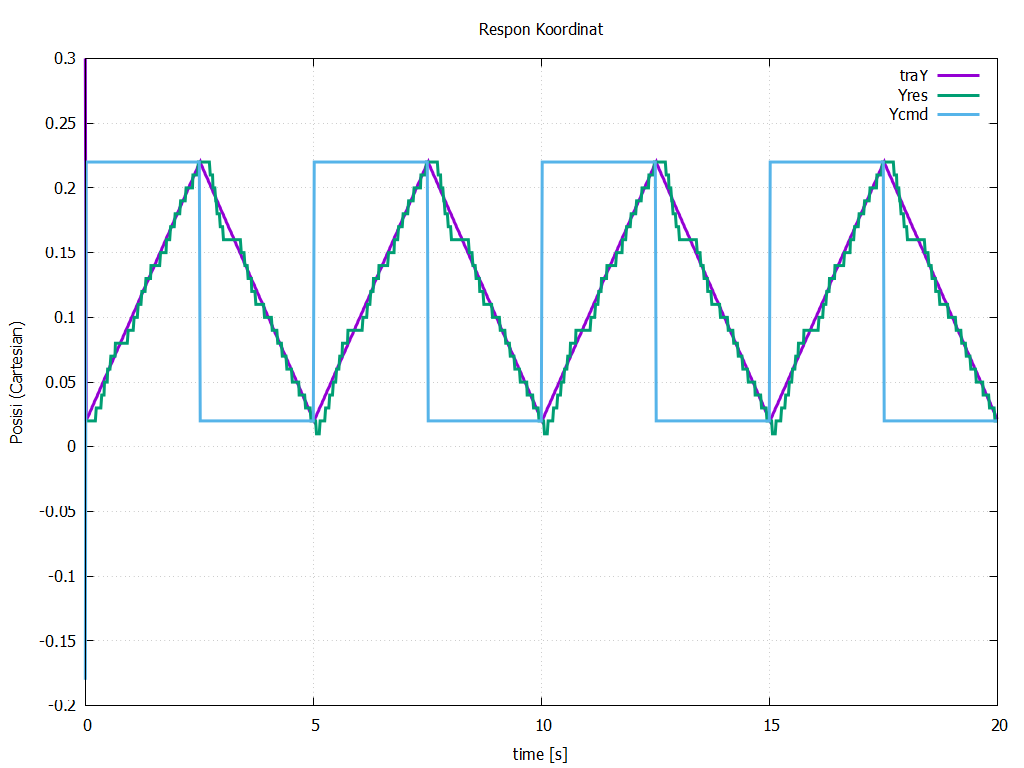 Respon Koordinat
traY
Yres
Ycmd
0.3
0.25
0.2
0.15
0.1
0.05
0
-0.05
-0.1
-0.15
-0.2
Posisi (Cartesian)
0 5 10 15 20
time [s]